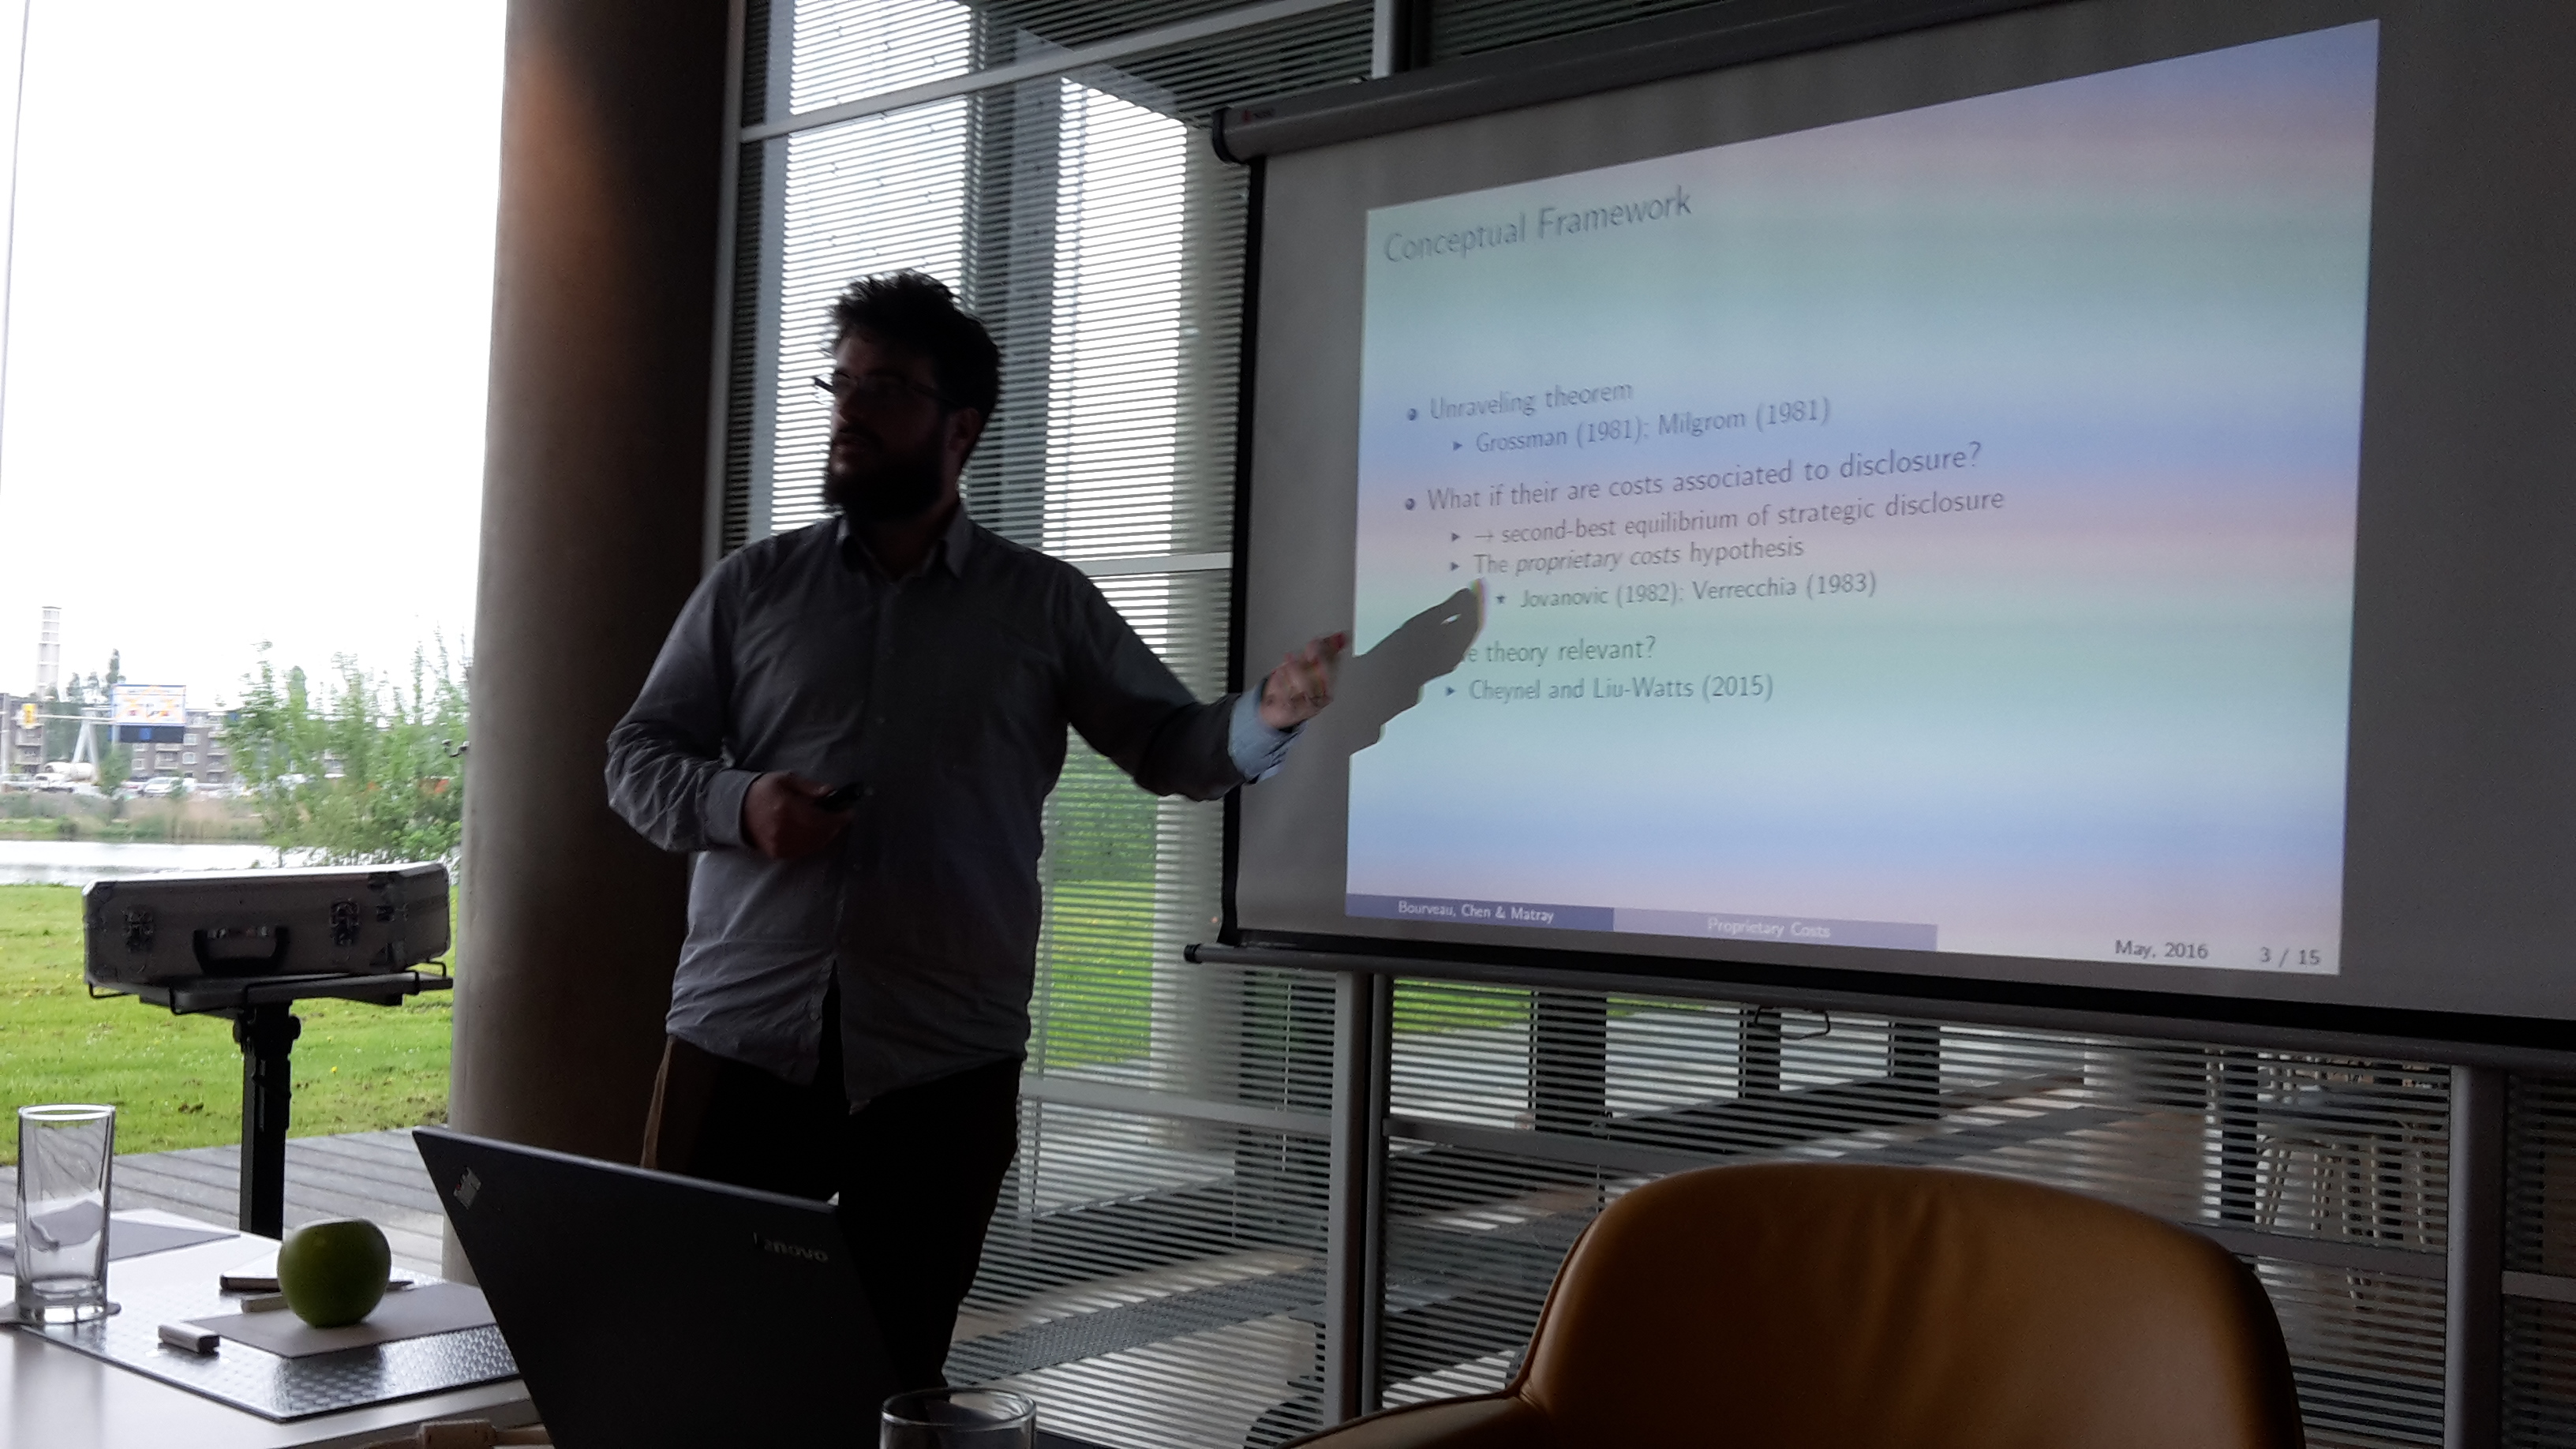 Conceptual Framework
Unraveling theorem
Grossman (1981); Milgrom (1981)
What if their are costs associated to disclosure?
→ second-best equilibrium of strategic disclosure
The proprietary costs hypothesis
Jovanovic (1982); Verrecchia (1983)
theory relevant?
Cheynel and Liu-Watts (2015)
Bourveau, Chen & Matray
Proprietary Costs
May, 2016
3 / 15
Lenovo